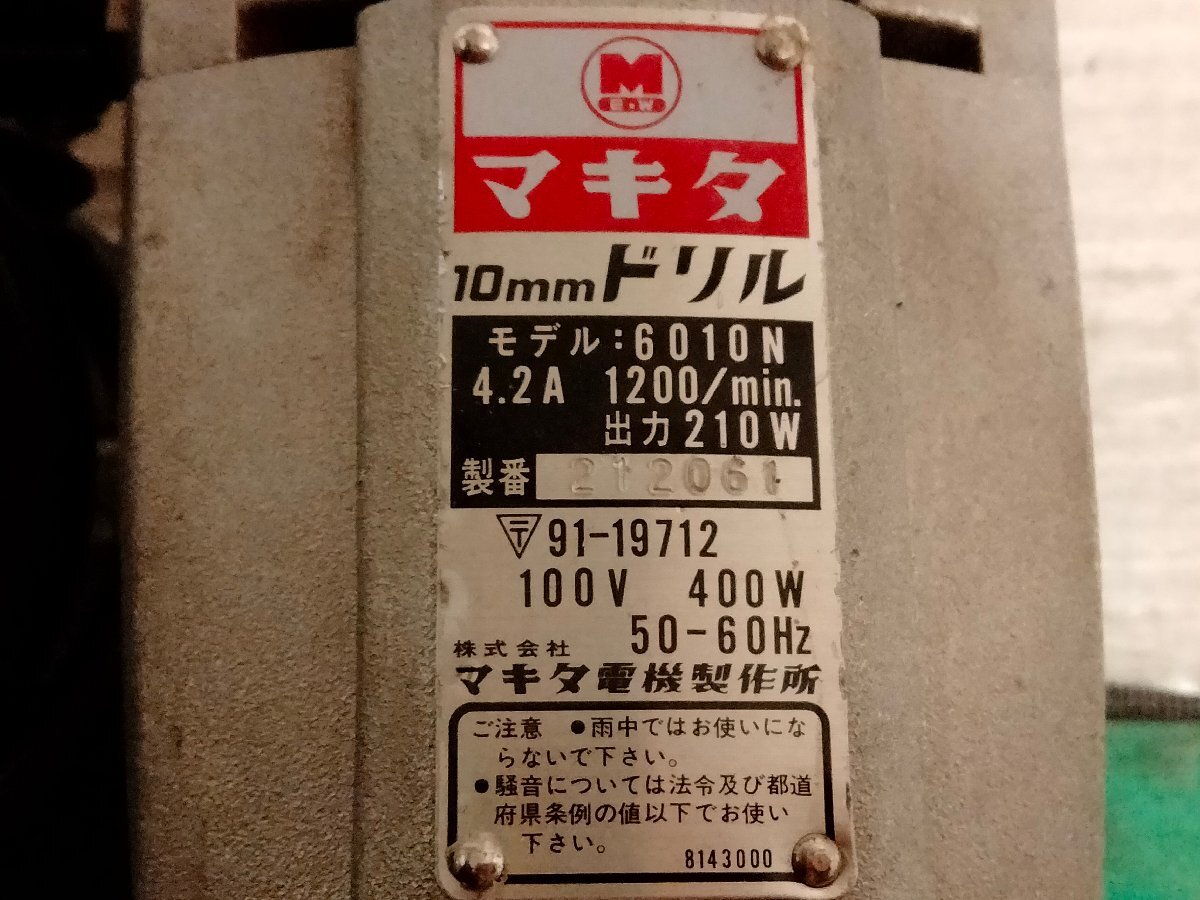 M
E・W
マキタ
10mmドリル
モデル:6010N
4.2A 1200/min.
出力210W
製番 212061
〒91-19712
100V 400W
50-60Hz
株式会社
マキタ電機製作所
ご注意 ●雨中ではお使いにな
らないで下さい。
●騒音については法令及び都道
府県条例の値以下でお使い
下さい。
8143000